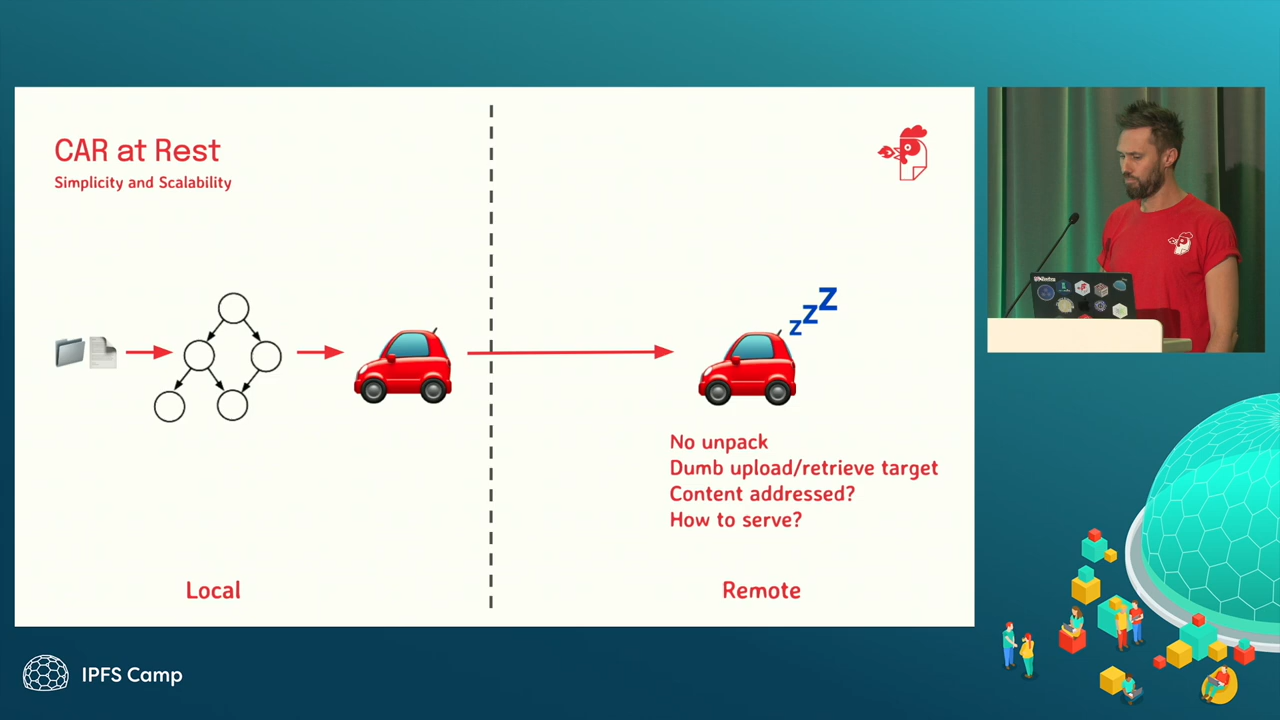 CAR at Rest
Simplicity and Scalability
z
z
z
No unpack
Dumb upload/retrieve target
Content addressed?
How to serve?
Local
Remote
IPFS Camp